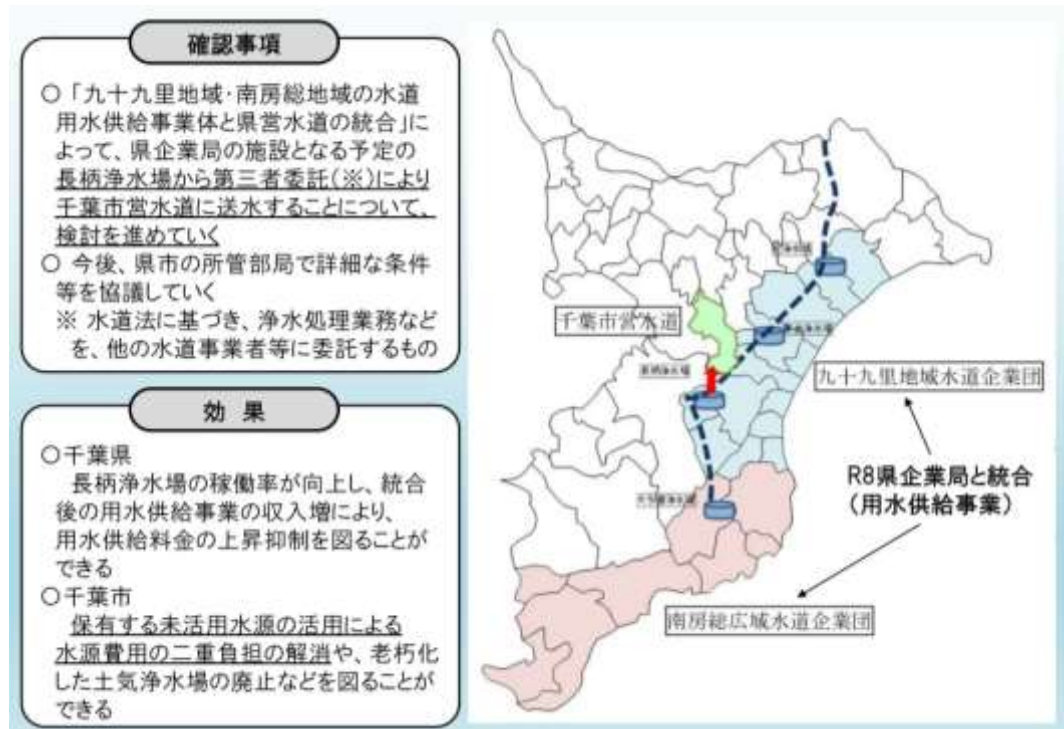 確認事項
○「九十九里地域・南房総地域の水道
用水供給事業体と県営水道の統合」に
よって、県企業局の施設となる予定の
長柄浄水場から第三者委託(※)により
千葉市営水道に送水することについて、
検討を進めていく
○ 今後、県市の所管部局で詳細な条件
等を協議していく
※ 水道法に基づき、浄水処理業務など
を、他の水道事業者等に委託するもの
効 果
○千葉県
長柄浄水場の稼働率が向上し、統合
後の用水供給事業の収入増により、
用水供給料金の上昇抑制を図ることが
できる
○千葉市
保有する未活用水源の活用による
水源費用の二重負担の解消や、老朽化
した土気浄水場の廃止などを図ることが
できる
千葉市営水道
長柄浄水場
九十九里地域水道企業団
R8県企業局と統合
(用水供給事業)
南房総広域水道企業団